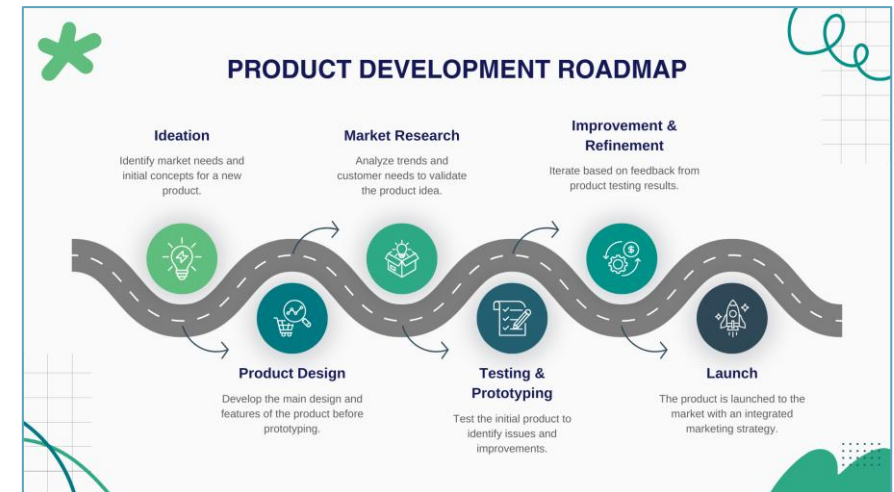 PRODUCT DEVELOPMENT ROADMAP
Ideation
Identify market needs and
initial concepts for a new
product.
Product Design
Develop the main design and
features of the product before
prototyping.
Market Research
Analyze trends and
customer needs to validate
the product idea.
Testing &
Prototyping
Test the initial product to
identify issues and
improvements.
Improvement &
Refinement
Iterate based on feedback from
product testing results.
Launch
The product is launched to the
market with an integrated
marketing strategy.
$